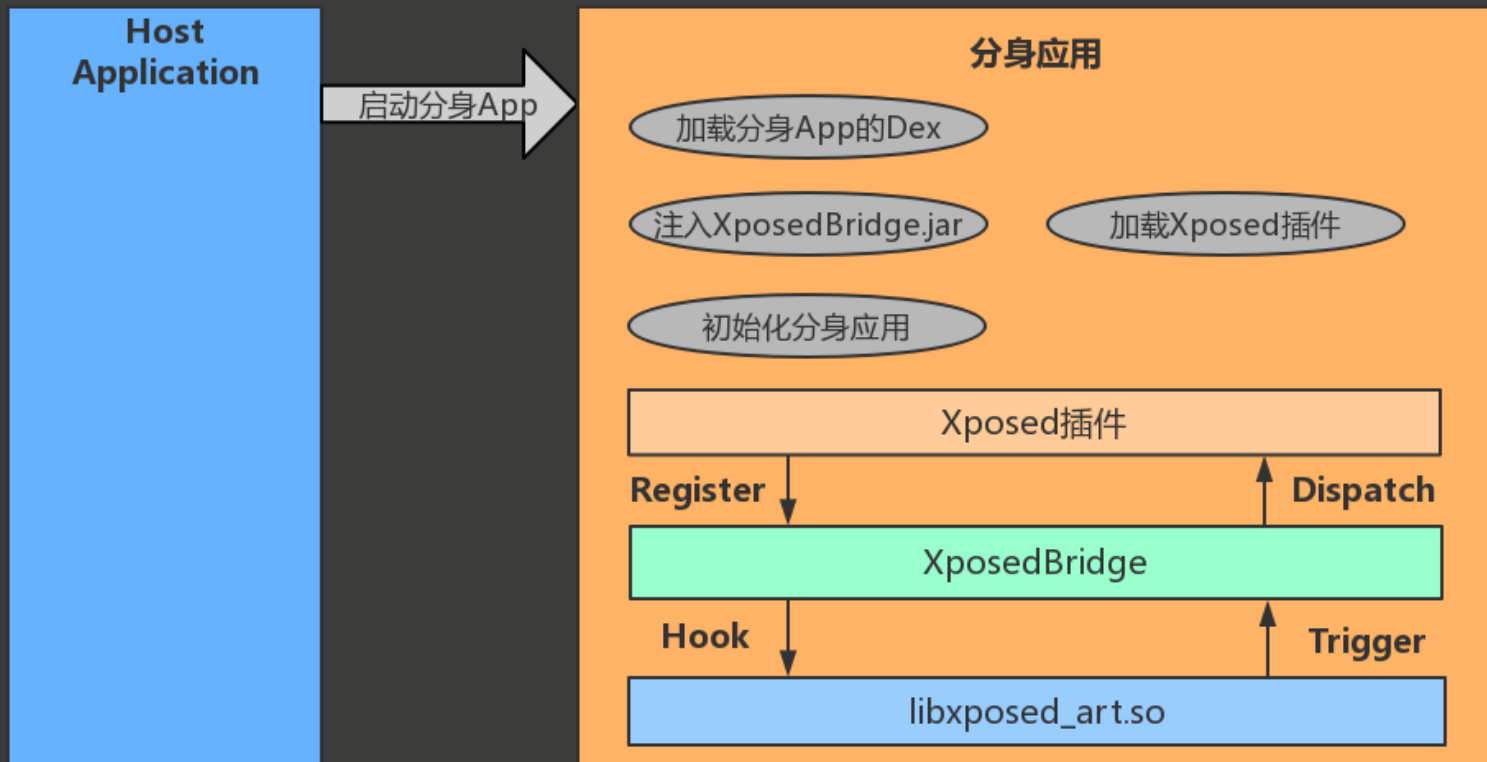 Host
Application
启动分身App
分身应用
加载分身App的Dex
注入XposedBridge.jar
加载Xposed插件
初始化分身应用
Xposed插件
Register
Dispatch
XposedBridge
Hook
Trigger
libxposed_art.so